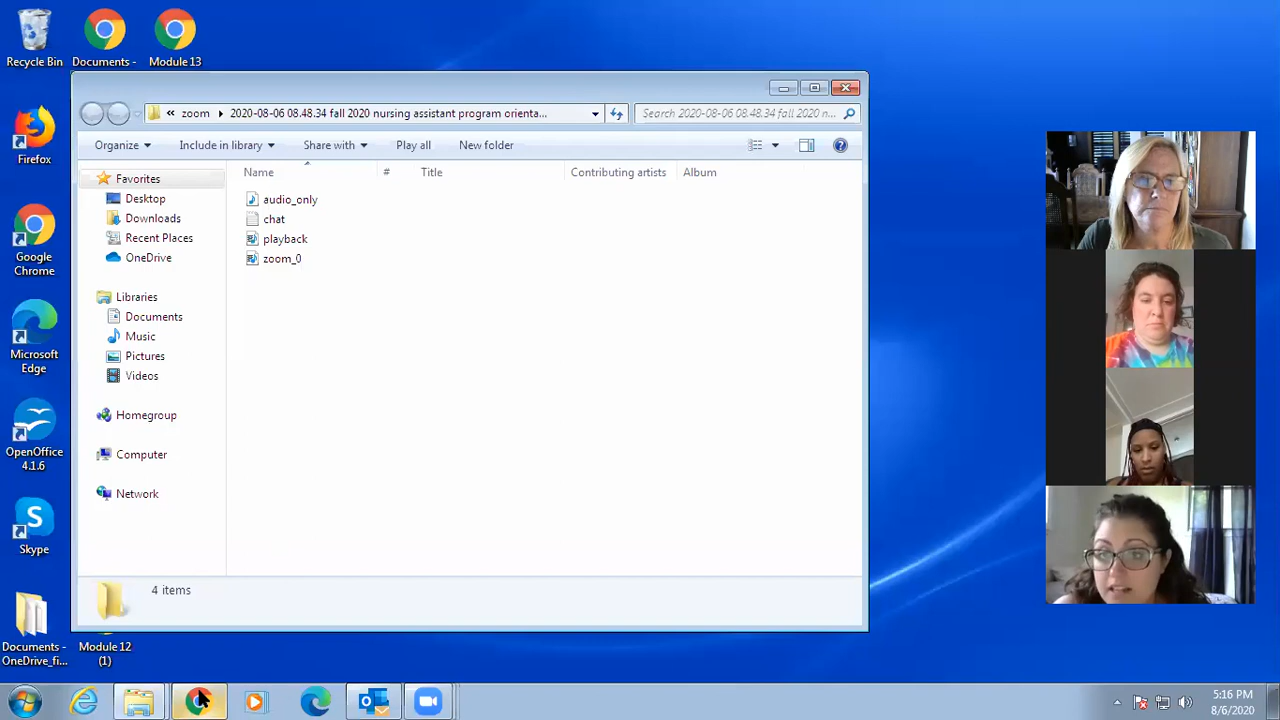 Recycle Bin
Documents -
Module 13
Firefox
Google
Chrome
Microsoft
Edge
OpenOffice
4.1.6
Skype
Documents -
OneDrive_fi...
Module 12
(1)
« zoom 2020-08-06 08.48.34 fall 2020 nursing assistant program orienta...
Search 2020-08-06 08.48.34 fall 2020 n...
Organize Include in library Share with Play all New folder
Name # Title Contributing artists Album
Favorites
Desktop
Downloads
Recent Places
OneDrive
Libraries
Documents
Music
Pictures
Videos
Homegroup
Computer
Network
audio_only
chat
playback
zoom_0
4 items
5:16 PM
8/6/2020